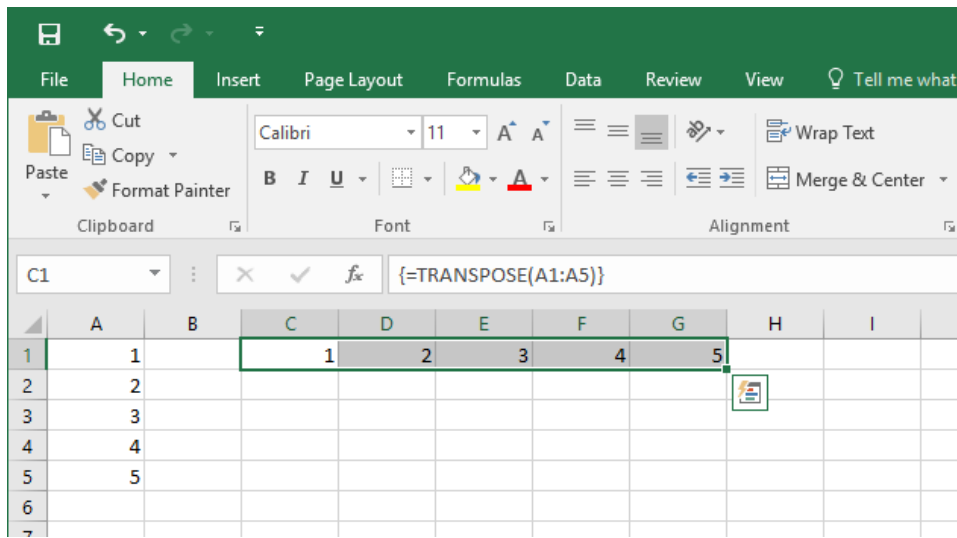 File Home Insert Page Layout Formulas Data Review View Tell me what
Cut
Copy
Format Painter
Paste
Calibri 11 A A
B I U A
Wrap Text
Merge & Center
Clipboard Font Alignment
C1 fx {=TRANSPOSE(A1:A5)}
A B C D E F G H I
1 1 1 2 3 4 5
2 2
3 3
4 4
5 5
6
7